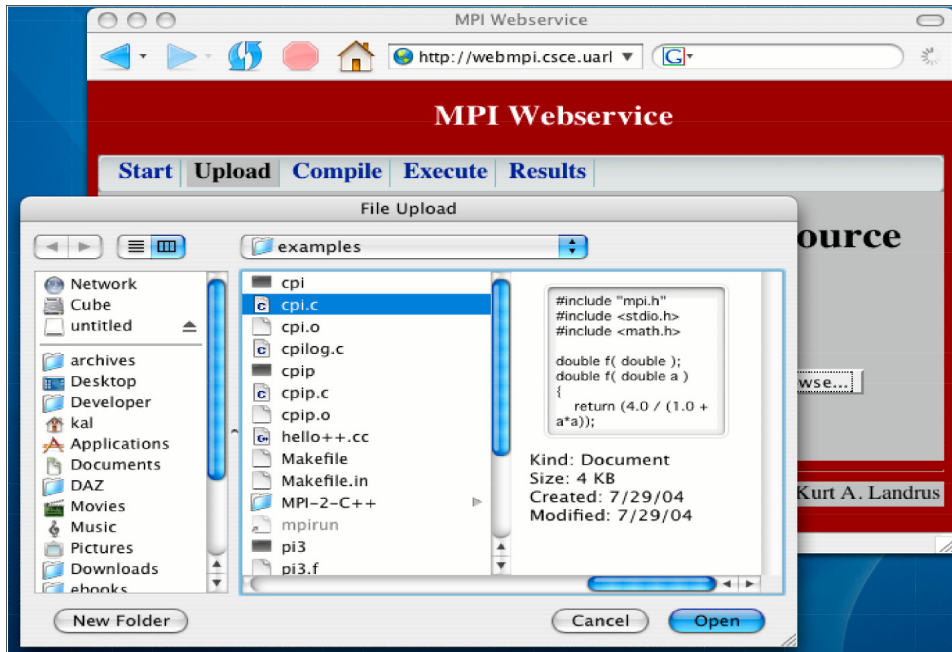 MPI Webservice
http://webmpi.csce.uarl
G
MPI Webservice
Start Upload Compile Execute Results
File Upload
ource
examples
Network
Cube
untitled
archives
Desktop
Developer
kal
Applications
Documents
DAZ
Movies
Music
Pictures
Downloads
ebooks
cpi
cpi.c
cpi.o
cpilog.c
cpip
cpip.c
cpip.o
hello++.cc
Makefile
Makefile.in
MPI-2-C++
mpirun
pi3
pi3.f
#include "mpi.h"
#include <stdio.h>
#include <math.h>
double f( double );
double f( double a )
{
return (4.0 / (1.0 +
a*a));
Kind: Document
Size: 4 KB
Created: 7/29/04
Modified: 7/29/04
wse...
Kurt A. Landrus
New Folder
Cancel
Open